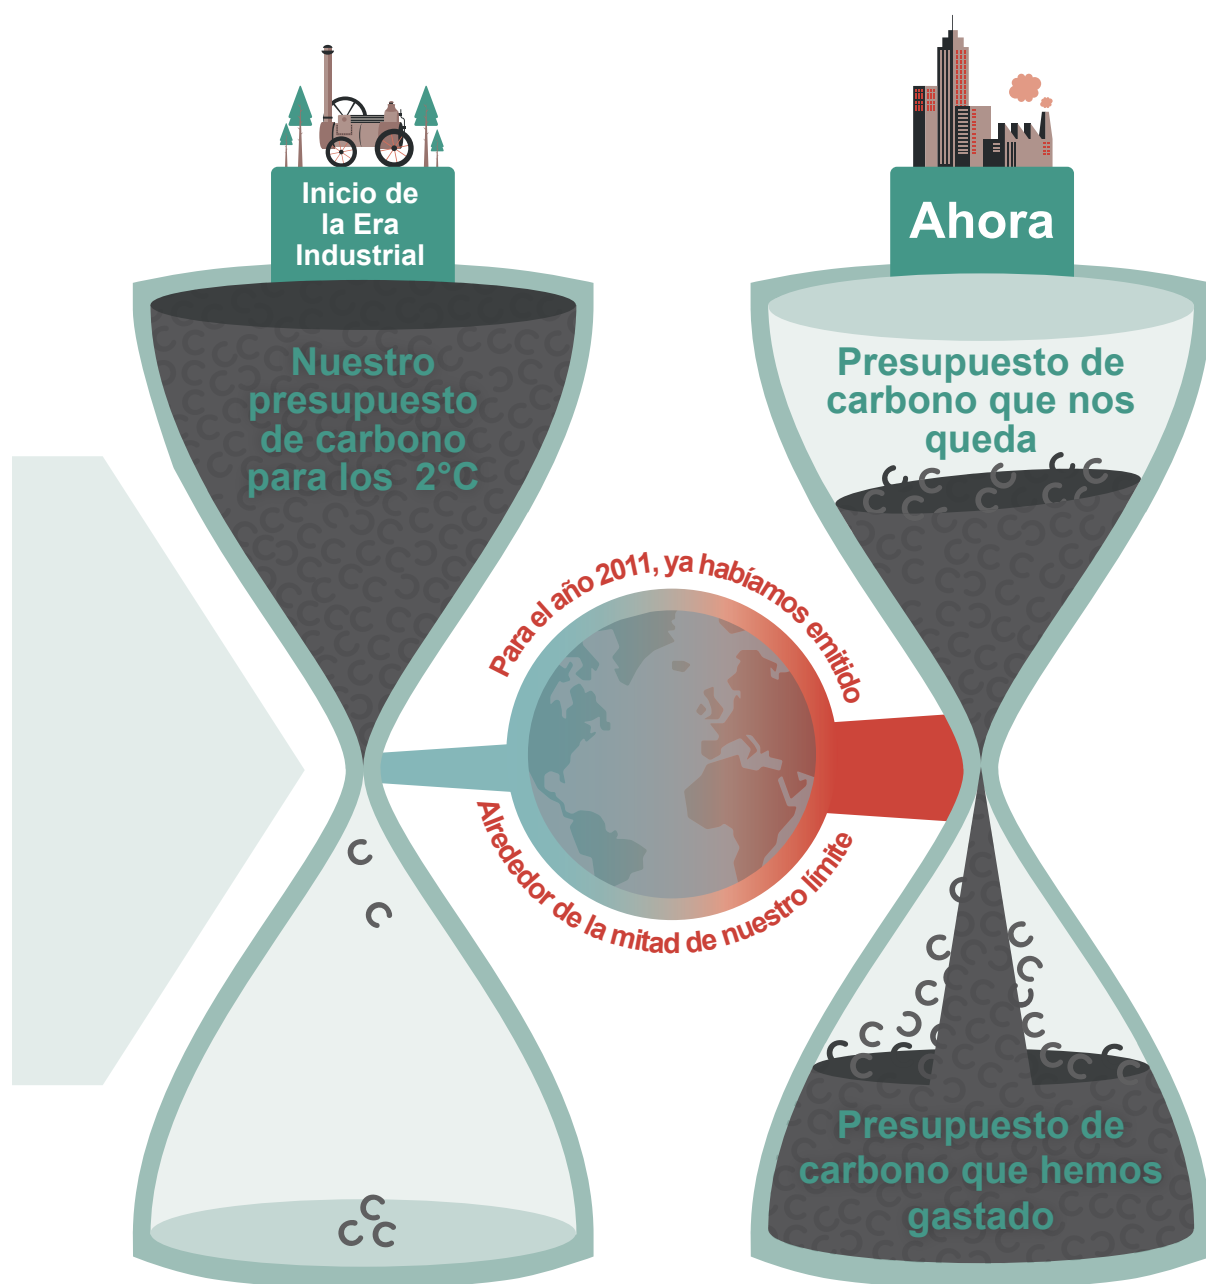 Inicio de
la Era
Industrial
Nuestro
presupuesto
de carbono
para los 2°C
Para el año 2011, ya habíamos emitido
Alrededor de la mitad de nuestro límite
Ahora
Presupuesto de
carbono que nos
queda
Presupuesto de
carbono que hemos
gastado